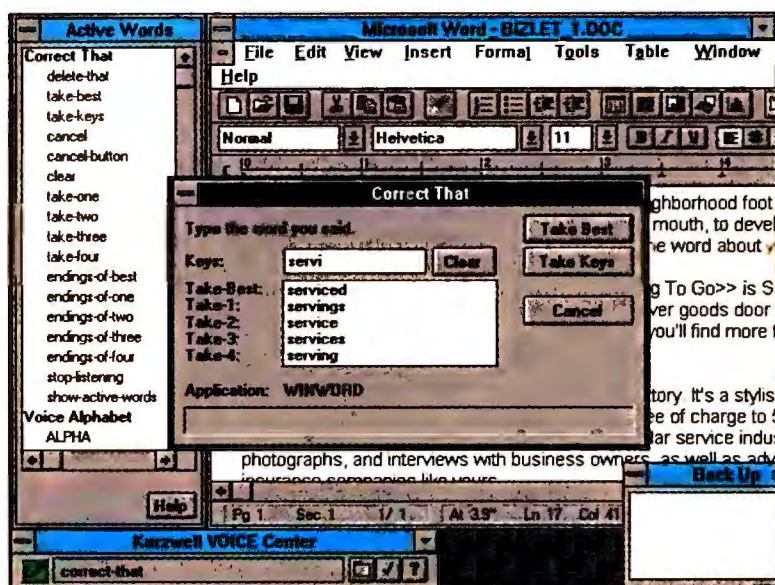 Active Words
Correct That
delete-that
take-best
take-keys
cancel
cancel-button
clear
take-one
take-two
take-three
take-four
endings-of-best
endings-of-one
endings-of-two
endings-of-three
endings-of-four
stop-listening
show-active-words
Voice Alphabet
ALPHA
Help
Microsoft Word - BIZLET_1.DOC
File Edit View Insert Format Tools Table Window
Help
Normal Helvetica 11 B I U
Correct That
Type the word you said.
Keys: servi Clear
Take-Best: serviced
Take-1: servings
Take-2: service
Take-3: services
Take-4: serving
Application: WINWORD
Take Best
Take Keys
Cancel
ghborhood foot
mouth, to devel
e word about
g To Go>> is S
ver goods door
you'll find more
tory. It's a stylis
ee of charge to
lar service indus
photographs, and interviews with business owners, as well as adv
insurance companies like yours.
Pg 1 Sec 1 1/1 At 3.9" Ln 17 Col 41
Back Up
Kurzweil VOICE Center
correct-that